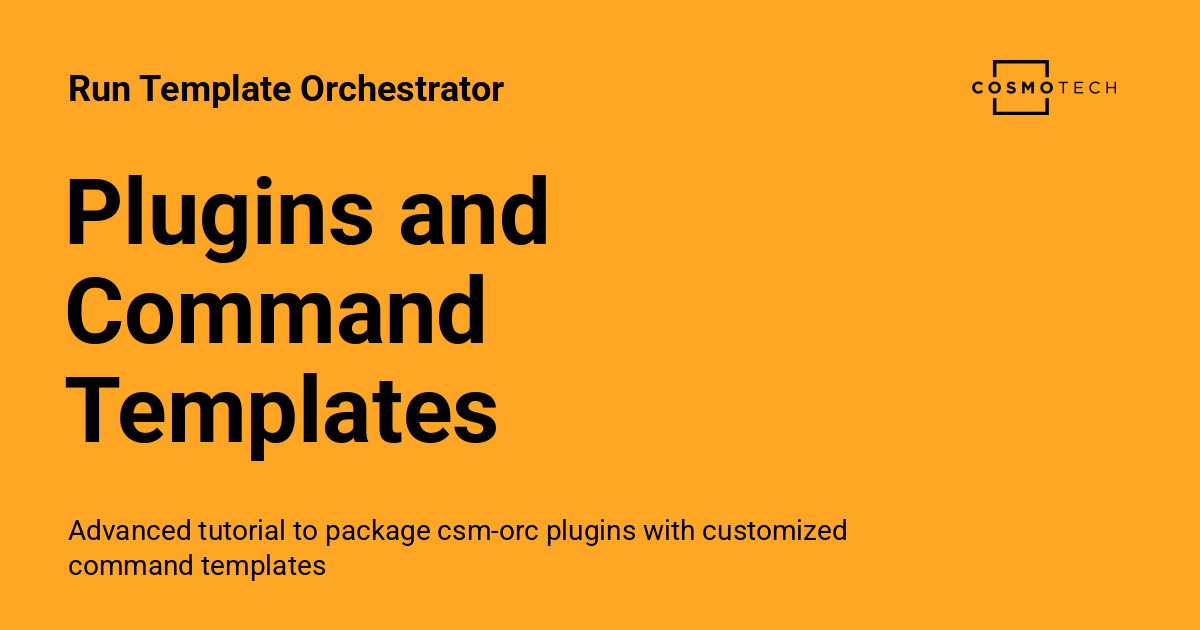 Run Template Orchestrator
COSMOTECH
Plugins and
Command
Templates
Advanced tutorial to package csm-orc plugins with customized
command templates